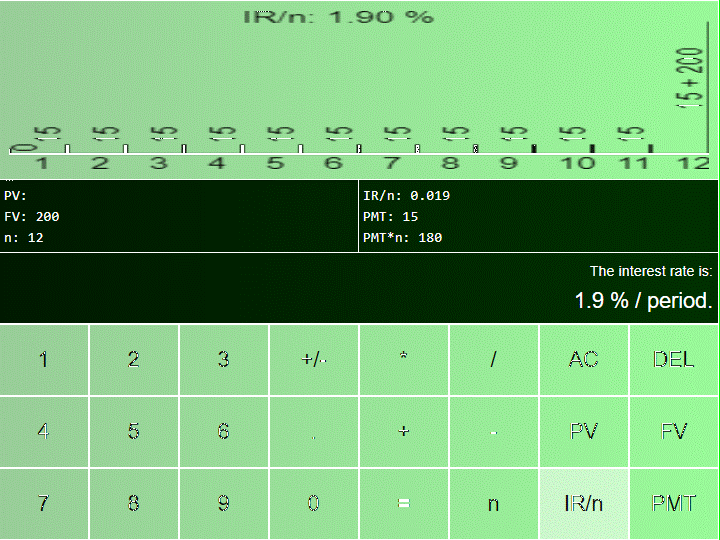 IR/n: 1.90 %
15 + 200
0 15 15 15 15 15 15 15 15 15 15 15
1 2 3 4 5 6 7 8 9 10 11 12
PV:
FV: 200
n: 12
IR/n: 0.019
PMT: 15
PMT*n: 180
The interest rate is:
1.9 % / period.
1 2 3 +/- * / AC DEL
4 5 6 . + - PV FV
7 8 9 0 = n IR/n PMT